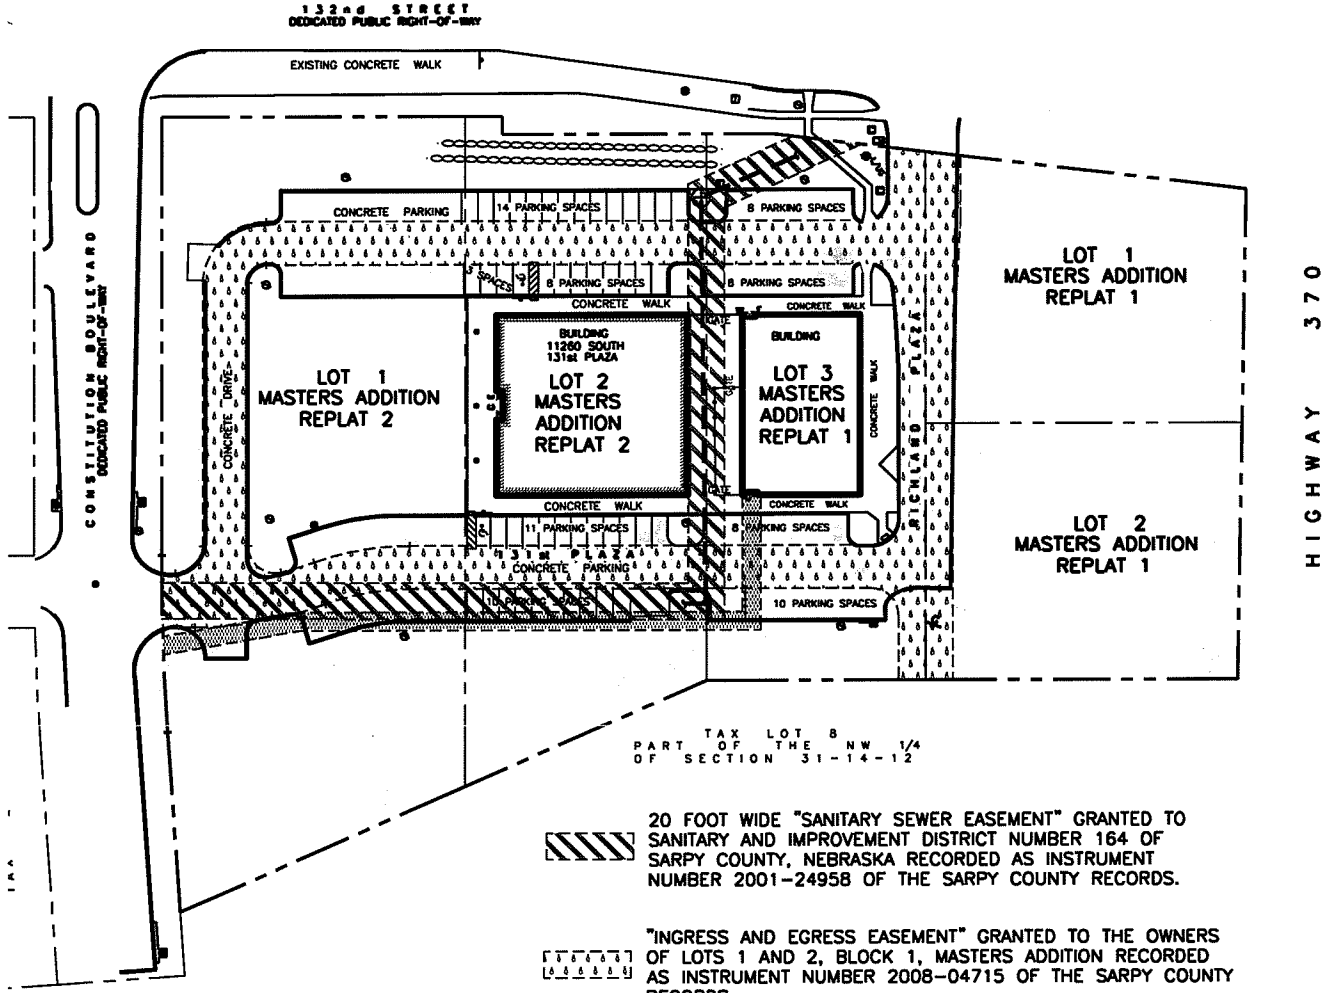 132nd STREET
DEDICATED PUBLIC RIGHT-OF-WAY
EXISTING CONCRETE WALK
CONSTITUTION BOULEVARD
DEDICATED PUBLIC RIGHT-OF-WAY
CONCRETE PARKING
14 PARKING SPACES
8 PARKING SPACES
3 SPACES
8 PARKING SPACES
8 PARKING SPACES
CONCRETE WALK
CONCRETE WALK
GATE
BUILDING
11260 SOUTH
131st PLAZA
LOT 2
MASTERS
ADDITION
REPLAT 2
BUILDING
LOT 3
MASTERS
ADDITION
REPLAT 1
LOT 1
MASTERS ADDITION
REPLAT 2
CONCRETE DRIVE
GATE
GATE
CONCRETE WALK
RICHLAND PLAZA
LOT 1
MASTERS ADDITION
REPLAT 1
LOT 2
MASTERS ADDITION
REPLAT 1
HIGHWAY 370
CONCRETE WALK
CONCRETE WALK
11 PARKING SPACES
8 PARKING SPACES
131st PLAZA
CONCRETE PARKING
10 PARKING SPACES
10 PARKING SPACES
TAX LOT 8
PART OF THE NW 1/4
OF SECTION 31-14-12
20 FOOT WIDE "SANITARY SEWER EASEMENT" GRANTED TO
SANITARY AND IMPROVEMENT DISTRICT NUMBER 164 OF
SARPY COUNTY, NEBRASKA RECORDED AS INSTRUMENT
NUMBER 2001-24958 OF THE SARPY COUNTY RECORDS.
"INGRESS AND EGRESS EASEMENT" GRANTED TO THE OWNERS
OF LOTS 1 AND 2, BLOCK 1, MASTERS ADDITION RECORDED
AS INSTRUMENT NUMBER 2008-04715 OF THE SARPY COUNTY